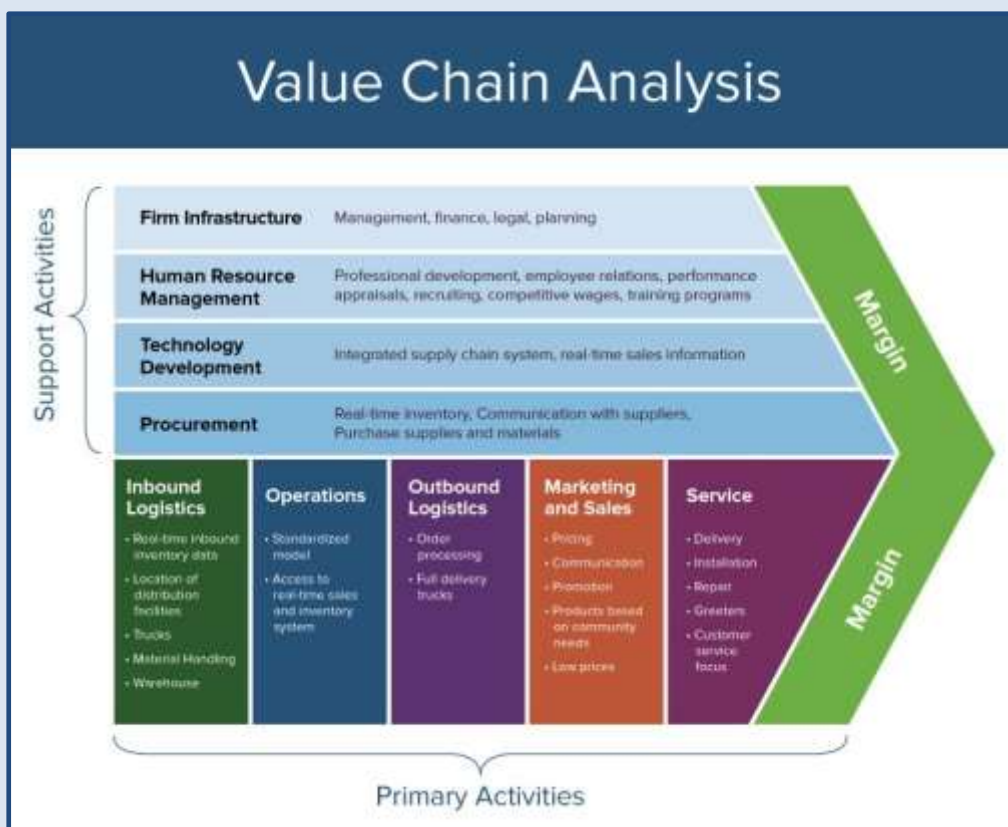 Value Chain Analysis
Support Activities
Firm Infrastructure
Management, finance, legal, planning
Human Resource
Management
Professional development, employee relations, performance
appraisals, recruiting, competitive wages, training programs
Technology
Development
Integrated supply chain system, real-time sales information
Procurement
Real-time inventory, Communication with suppliers,
Purchase supplies and materials
Margin
Inbound
Logistics
• Real-time inbound
inventory data
• Location of
distribution
facilities
• Trucks
• Material Handling
• Warehouse
Operations
• Standardized
model
• Access to
real-time sales
and inventory
system
Outbound
Logistics
• Order
processing
• Full delivery
trucks
Marketing
and Sales
• Pricing
• Communication
• Promotion
• Products based
on community
needs
• Low prices
Service
• Delivery
• Installation
• Repair
• Greeters
• Customer
service
focus
Margin
Primary Activities